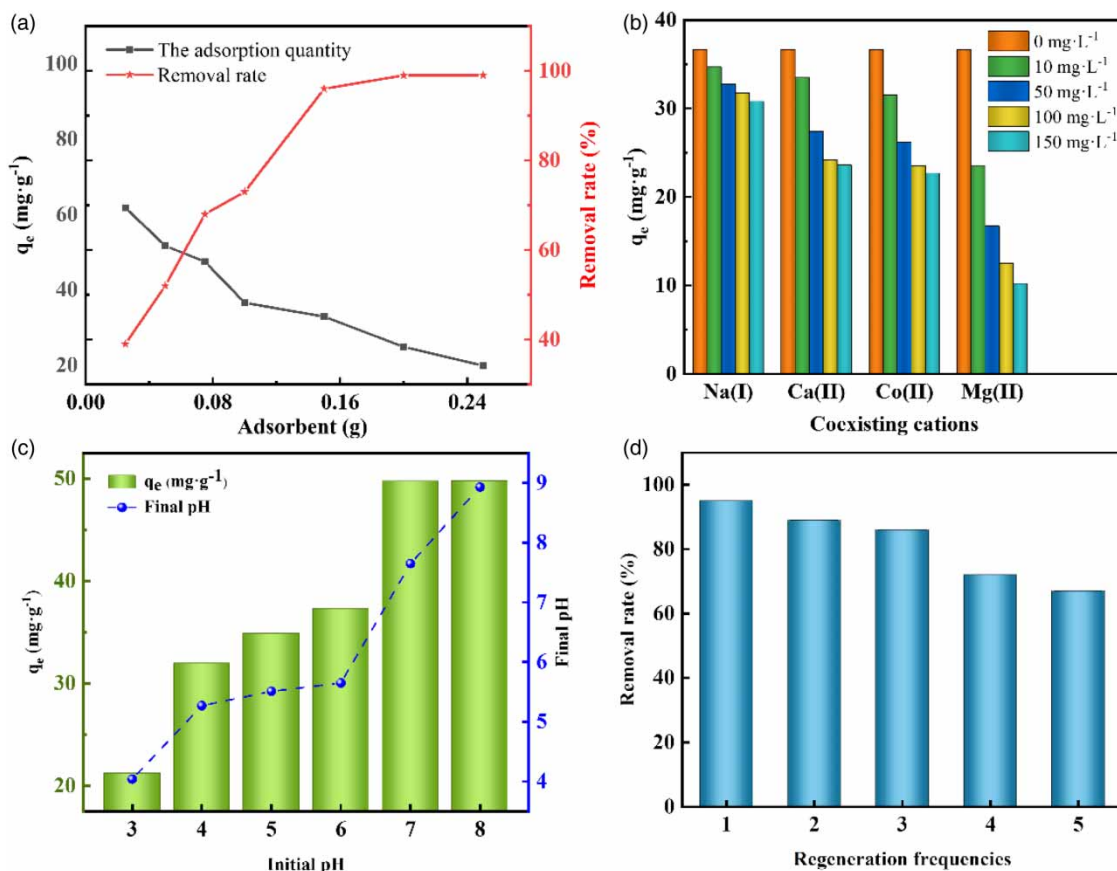 (a)
The adsorption quantity
Removal rate
100
80
60
40
20
qe (mg·g-1)
100
80
60
40
Removal rate (%)
0.00 0.08 0.16 0.24
Adsorbent (g)
(b)
40
30
20
10
0
qe (mg·g-1)
0 mg·L-1
10 mg·L-1
50 mg·L-1
100 mg·L-1
150 mg·L-1
Na(I) Ca(II) Co(II) Mg(II)
Coexisting cations
(c)
qe (mg·g-1)
Final pH
50
40
30
20
qe (mg·g-1)
9
8
7
6
5
4
Final pH
3 4 5 6 7 8
Initial pH
(d)
100
80
60
40
20
0
Removal rate (%)
1 2 3 4 5
Regeneration frequencies